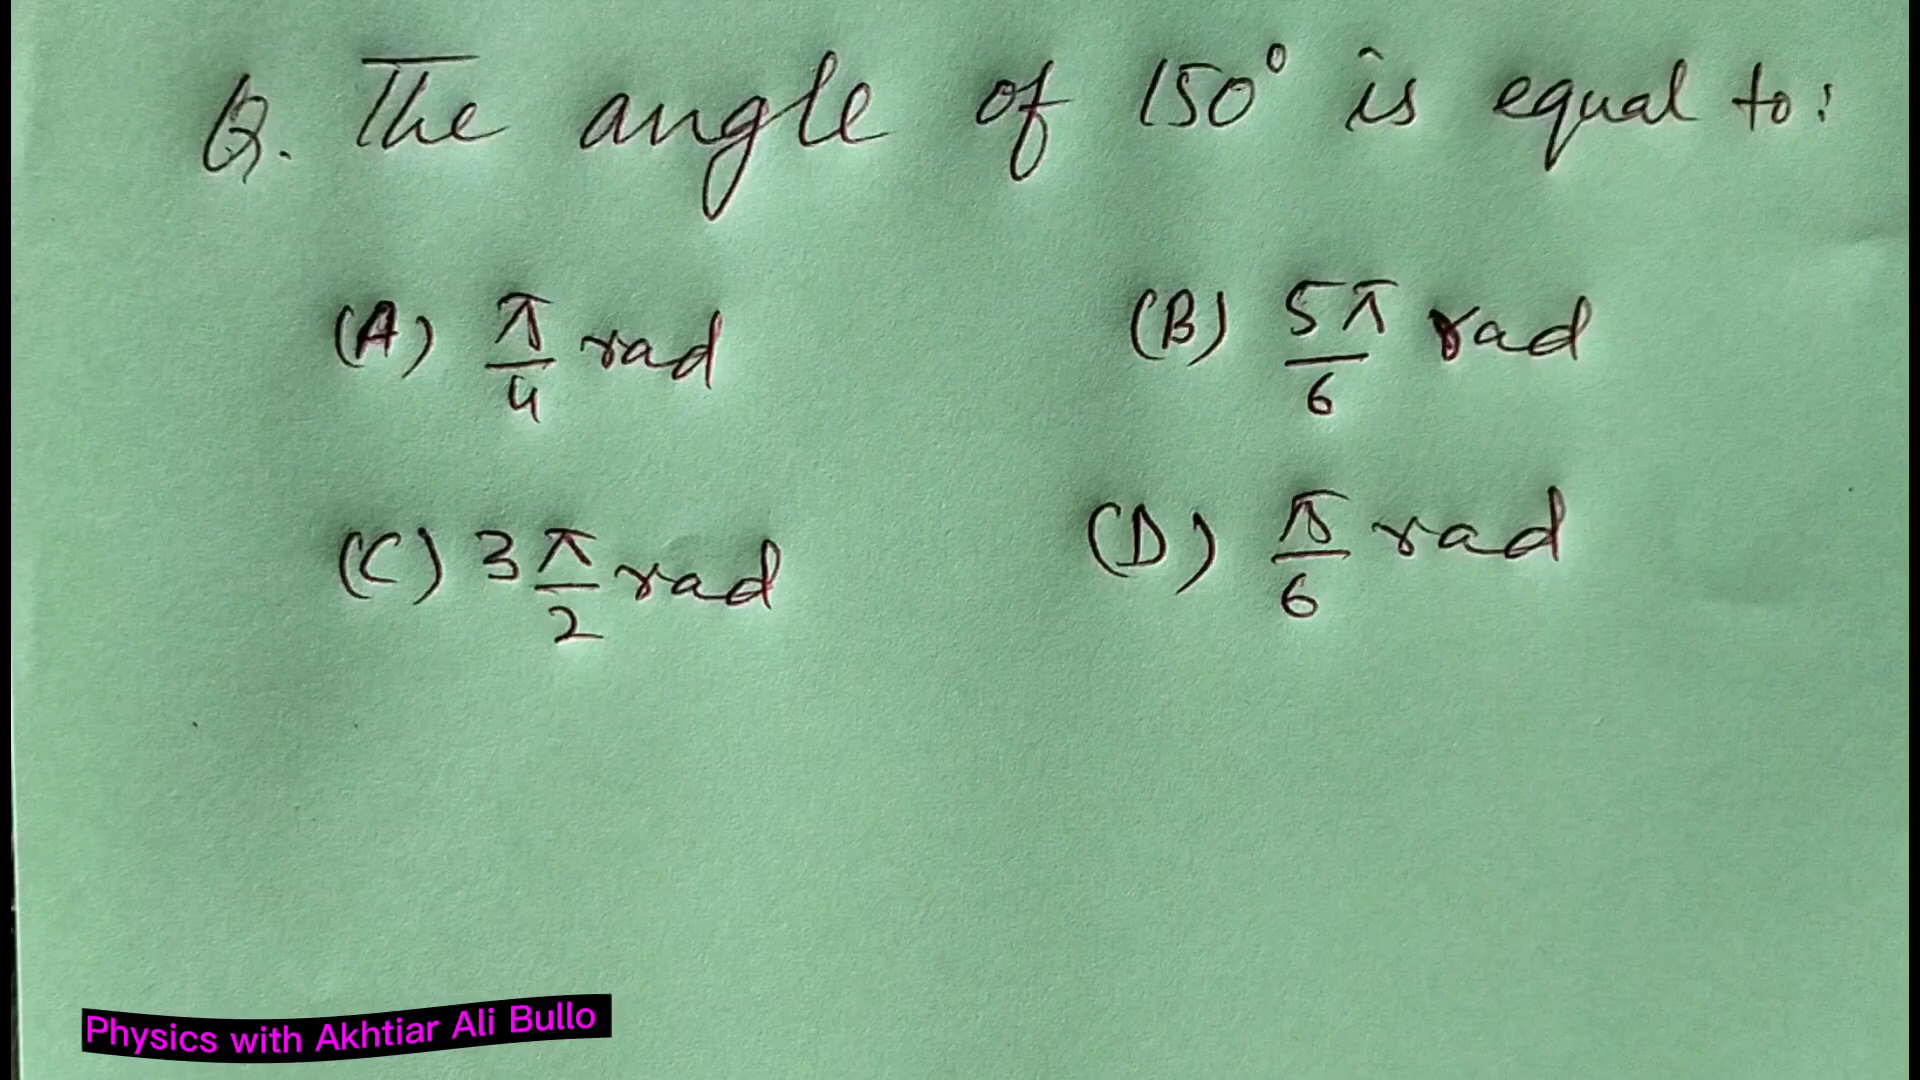 Q. The angle of 150° is equal to:
(A) π/4 rad (B) 5π/6 rad
(C) 3 π/2 rad (D) π/6 rad
Physics with Akhtiar Ali Bullo